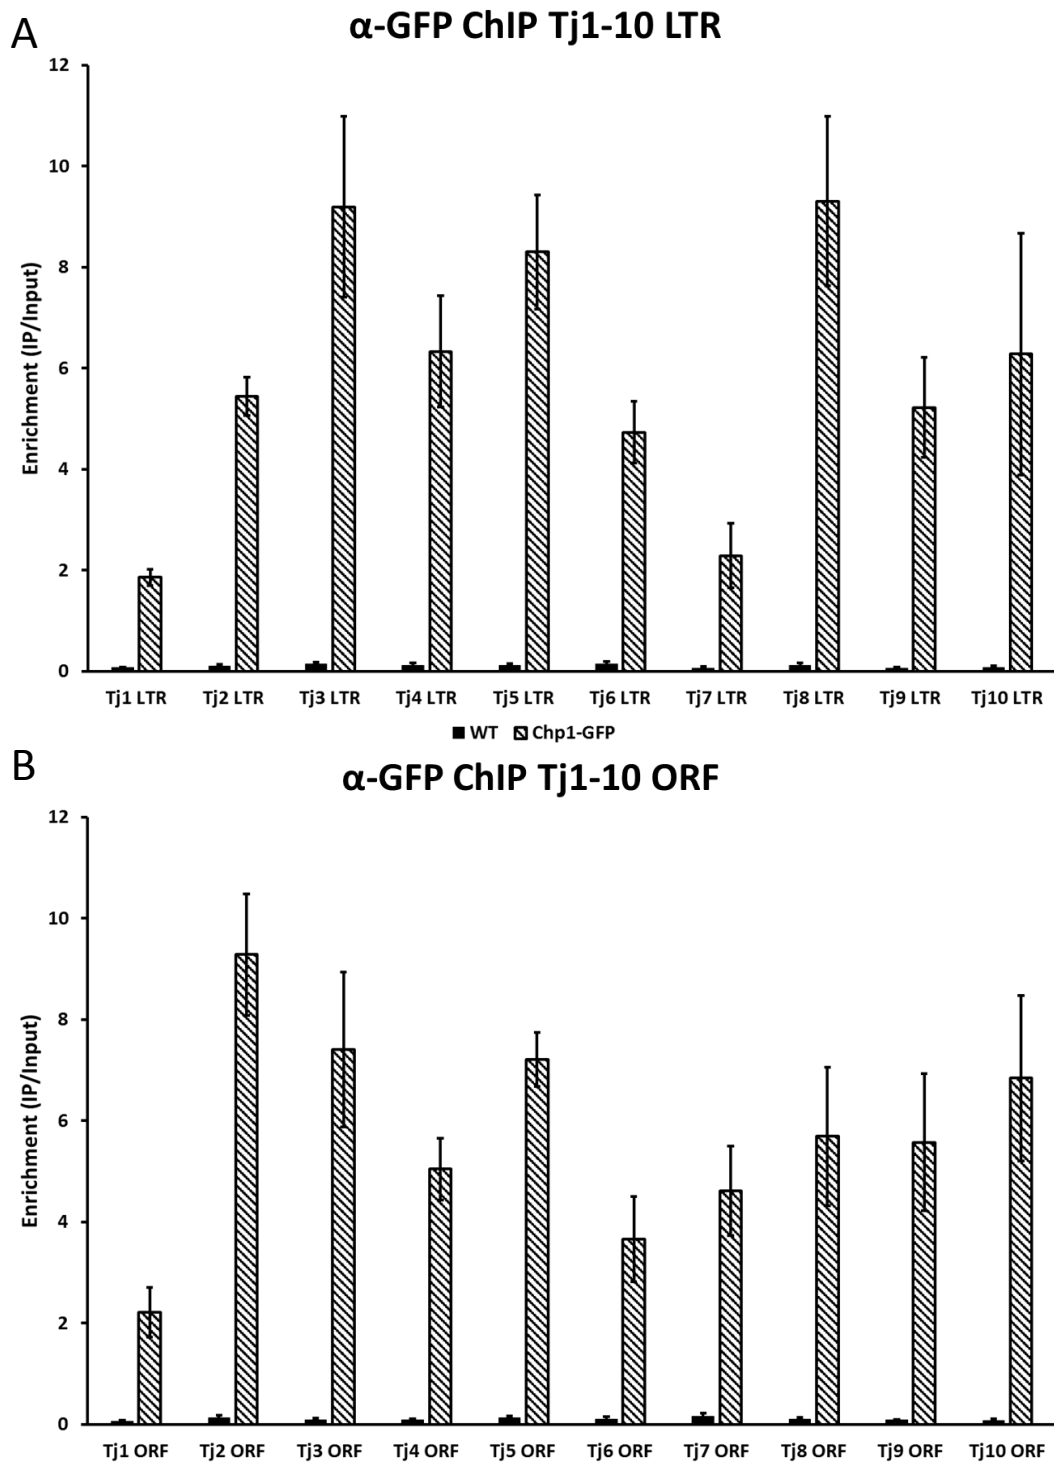 A
α-GFP ChIP Tj1-10 LTR
12
10
8
6
4
2
0
Enrichment (IP/Input)
Tj1 LTR Tj2 LTR Tj3 LTR Tj4 LTR Tj5 LTR Tj6 LTR Tj7 LTR Tj8 LTR Tj9 LTR Tj10 LTR
WT Chp1-GFP
B
α-GFP ChIP Tj1-10 ORF
12
10
8
6
4
2
0
Enrichment (IP/Input)
Tj1 ORF Tj2 ORF Tj3 ORF Tj4 ORF Tj5 ORF Tj6 ORF Tj7 ORF Tj8 ORF Tj9 ORF Tj10 ORF